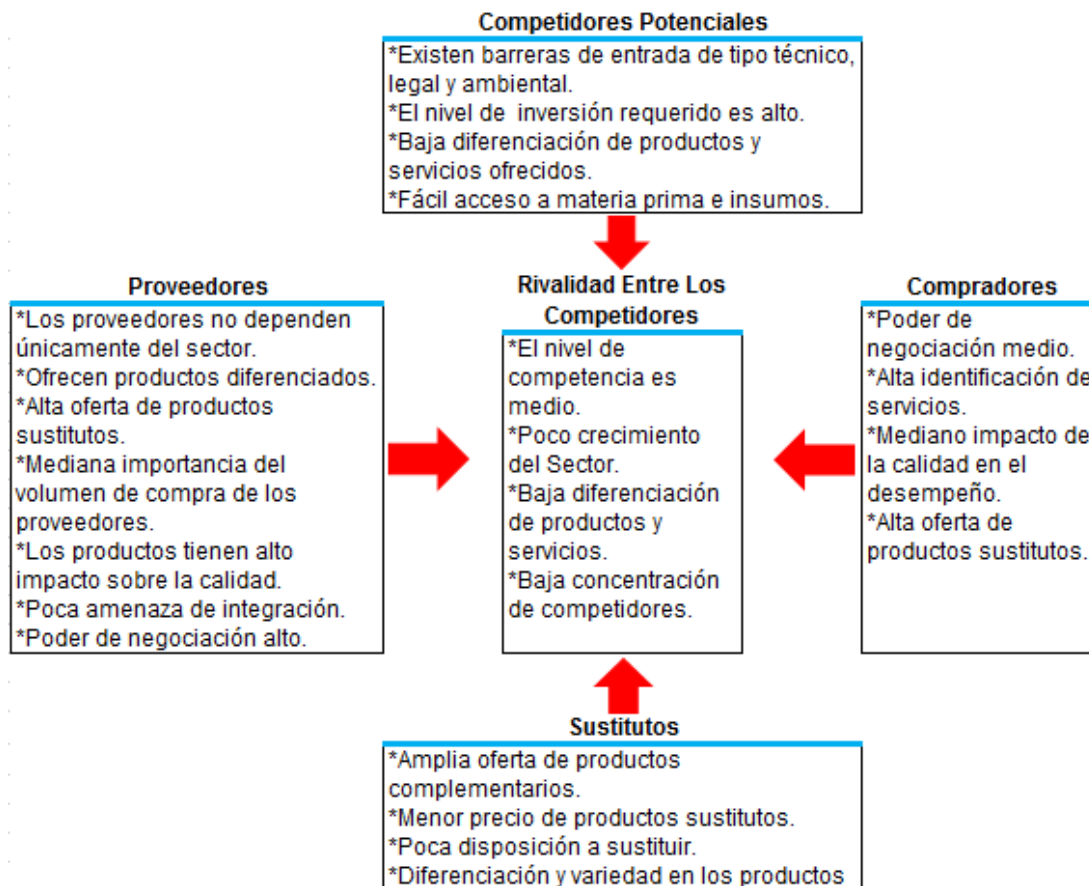 Competidores Potenciales
*Existen barreras de entrada de tipo técnico,
legal y ambiental.
*El nivel de  inversión requerido es alto.
*Baja diferenciación de productos y
servicios ofrecidos.
*Fácil acceso a materia prima e insumos.
Proveedores
*Los proveedores no dependen
únicamente del sector.
*Ofrecen productos diferenciados.
*Alta oferta de productos
sustitutos.
*Mediana importancia del
volumen de compra de los
proveedores.
*Los productos tienen alto
impacto sobre la calidad.
*Poca amenaza de integración.
*Poder de negociación alto.
Rivalidad Entre Los
Competidores
*El nivel de
competencia es
medio.
*Poco crecimiento
del Sector.
*Baja diferenciación
de productos y
servicios.
*Baja concentración
de competidores.
Compradores
*Poder de
negociación medio.
*Alta identificación de
servicios.
*Mediano impacto de
la calidad en el
desempeño.
*Alta oferta de
productos sustitutos.
Sustitutos
*Amplia oferta de productos
complementarios.
*Menor precio de productos sustitutos.
*Poca disposición a sustituir.
*Diferenciación y variedad en los productos